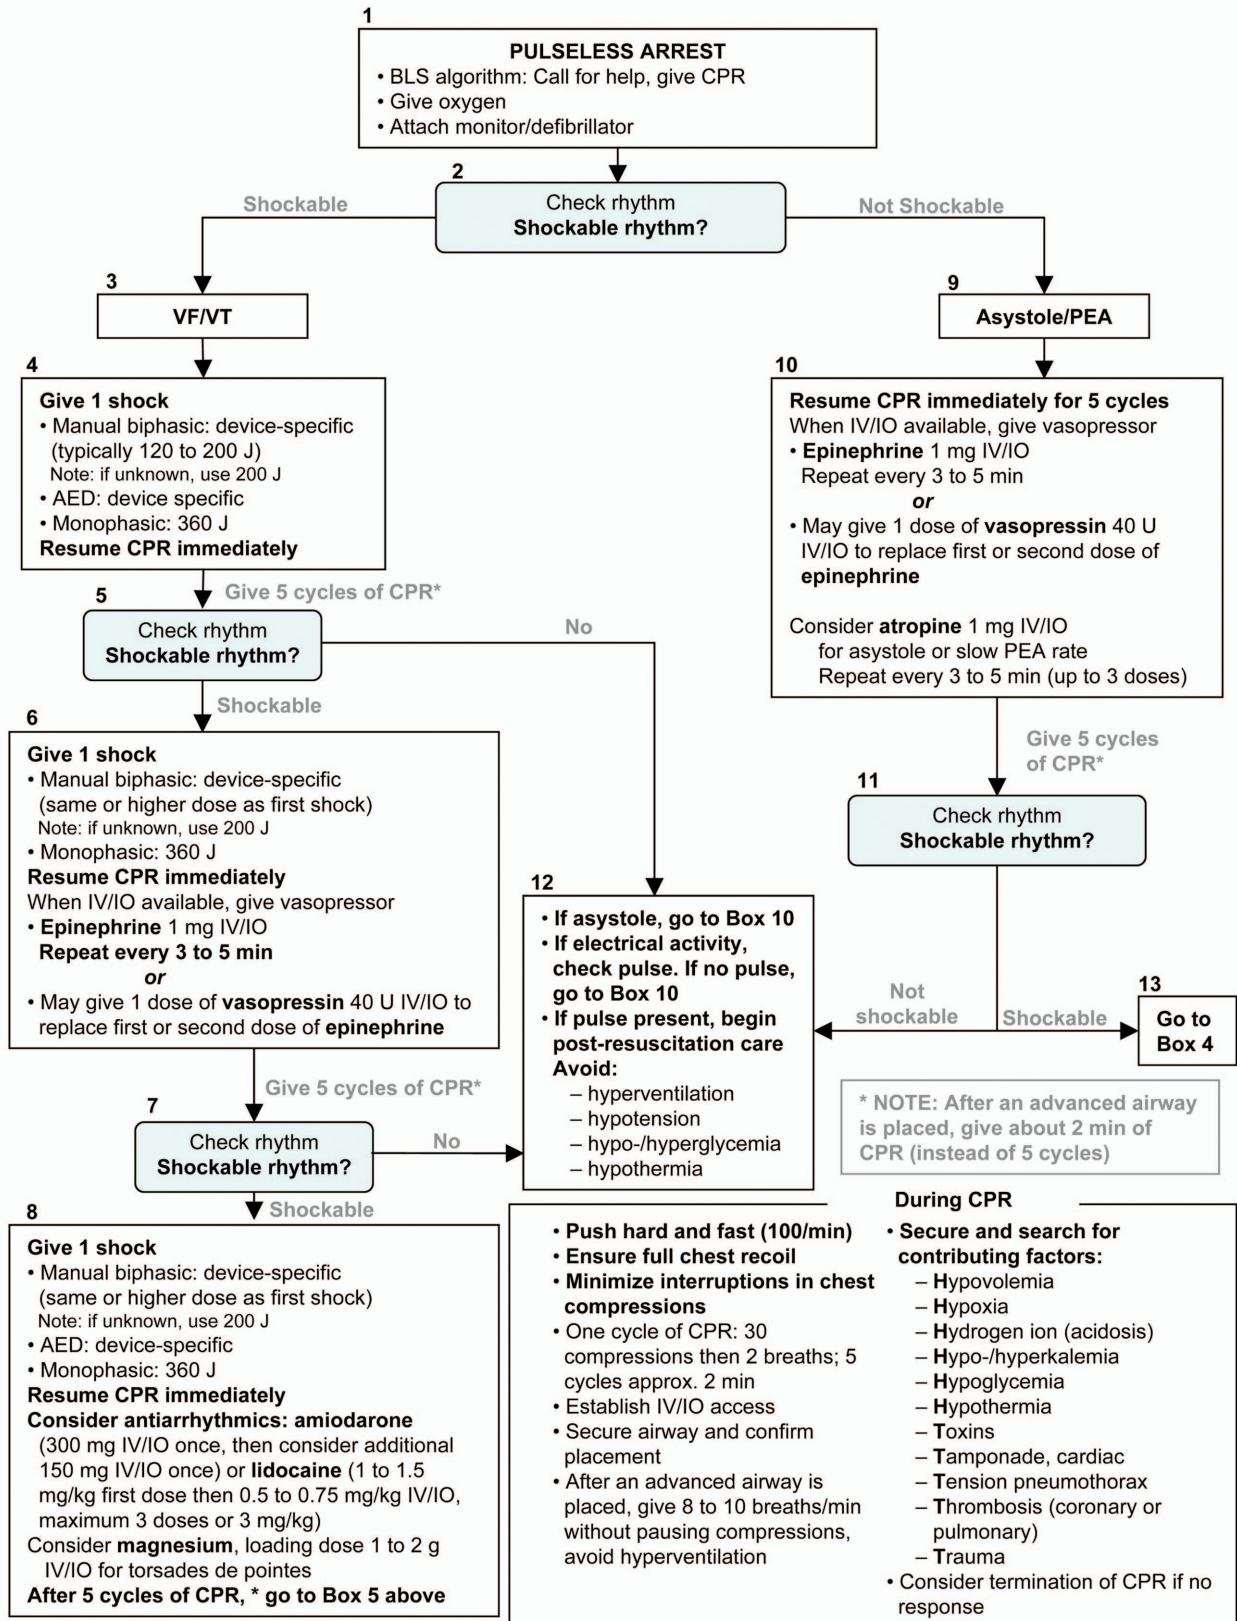 1
PULSELESS ARREST
• BLS algorithm: Call for help, give CPR
• Give oxygen
• Attach monitor/defibrillator
2
Check rhythm
Shockable rhythm?
Shockable
Not Shockable
3
VF/VT
4
Give 1 shock
• Manual biphasic: device-specific
(typically 120 to 200 J)
Note: if unknown, use 200 J
• AED: device specific
• Monophasic: 360 J
Resume CPR immediately
Give 5 cycles of CPR*
5
Check rhythm
Shockable rhythm?
No
Shockable
6
Give 1 shock
• Manual biphasic: device-specific
(same or higher dose as first shock)
Note: if unknown, use 200 J
• Monophasic: 360 J
Resume CPR immediately
When IV/IO available, give vasopressor
• Epinephrine 1 mg IV/IO
Repeat every 3 to 5 min
or
• May give 1 dose of vasopressin 40 U IV/IO to
replace first or second dose of epinephrine
Give 5 cycles of CPR*
7
Check rhythm
Shockable rhythm?
No
Shockable
8
Give 1 shock
• Manual biphasic: device-specific
(same or higher dose as first shock)
Note: if unknown, use 200 J
• AED: device-specific
• Monophasic: 360 J
Resume CPR immediately
Consider antiarrhythmics: amiodarone
(300 mg IV/IO once, then consider additional
150 mg IV/IO once) or lidocaine (1 to 1.5
mg/kg first dose then 0.5 to 0.75 mg/kg IV/IO,
maximum 3 doses or 3 mg/kg)
Consider magnesium, loading dose 1 to 2 g
IV/IO for torsades de pointes
After 5 cycles of CPR, * go to Box 5 above
9
Asystole/PEA
10
Resume CPR immediately for 5 cycles
When IV/IO available, give vasopressor
• Epinephrine 1 mg IV/IO
Repeat every 3 to 5 min
or
• May give 1 dose of vasopressin 40 U
IV/IO to replace first or second dose of
epinephrine
Consider atropine 1 mg IV/IO
for asystole or slow PEA rate
Repeat every 3 to 5 min (up to 3 doses)
Give 5 cycles
of CPR*
11
Check rhythm
Shockable rhythm?
Not
shockable
Shockable
12
• If asystole, go to Box 10
• If electrical activity,
check pulse. If no pulse,
go to Box 10
• If pulse present, begin
post-resuscitation care
Avoid:
– hyperventilation
– hypotension
– hypo-/hyperglycemia
– hypothermia
13
Go to
Box 4
* NOTE: After an advanced airway
is placed, give about 2 min of
CPR (instead of 5 cycles)
During CPR
• Push hard and fast (100/min)
• Ensure full chest recoil
• Minimize interruptions in chest
compressions
• One cycle of CPR: 30
compressions then 2 breaths; 5
cycles approx. 2 min
• Establish IV/IO access
• Secure airway and confirm
placement
• After an advanced airway is
placed, give 8 to 10 breaths/min
without pausing compressions,
avoid hyperventilation
• Secure and search for
contributing factors:
– Hypovolemia
– Hypoxia
– Hydrogen ion (acidosis)
– Hypo-/hyperkalemia
– Hypoglycemia
– Hypothermia
– Toxins
– Tamponade, cardiac
– Tension pneumothorax
– Thrombosis (coronary or
pulmonary)
– Trauma
• Consider termination of CPR if no
response